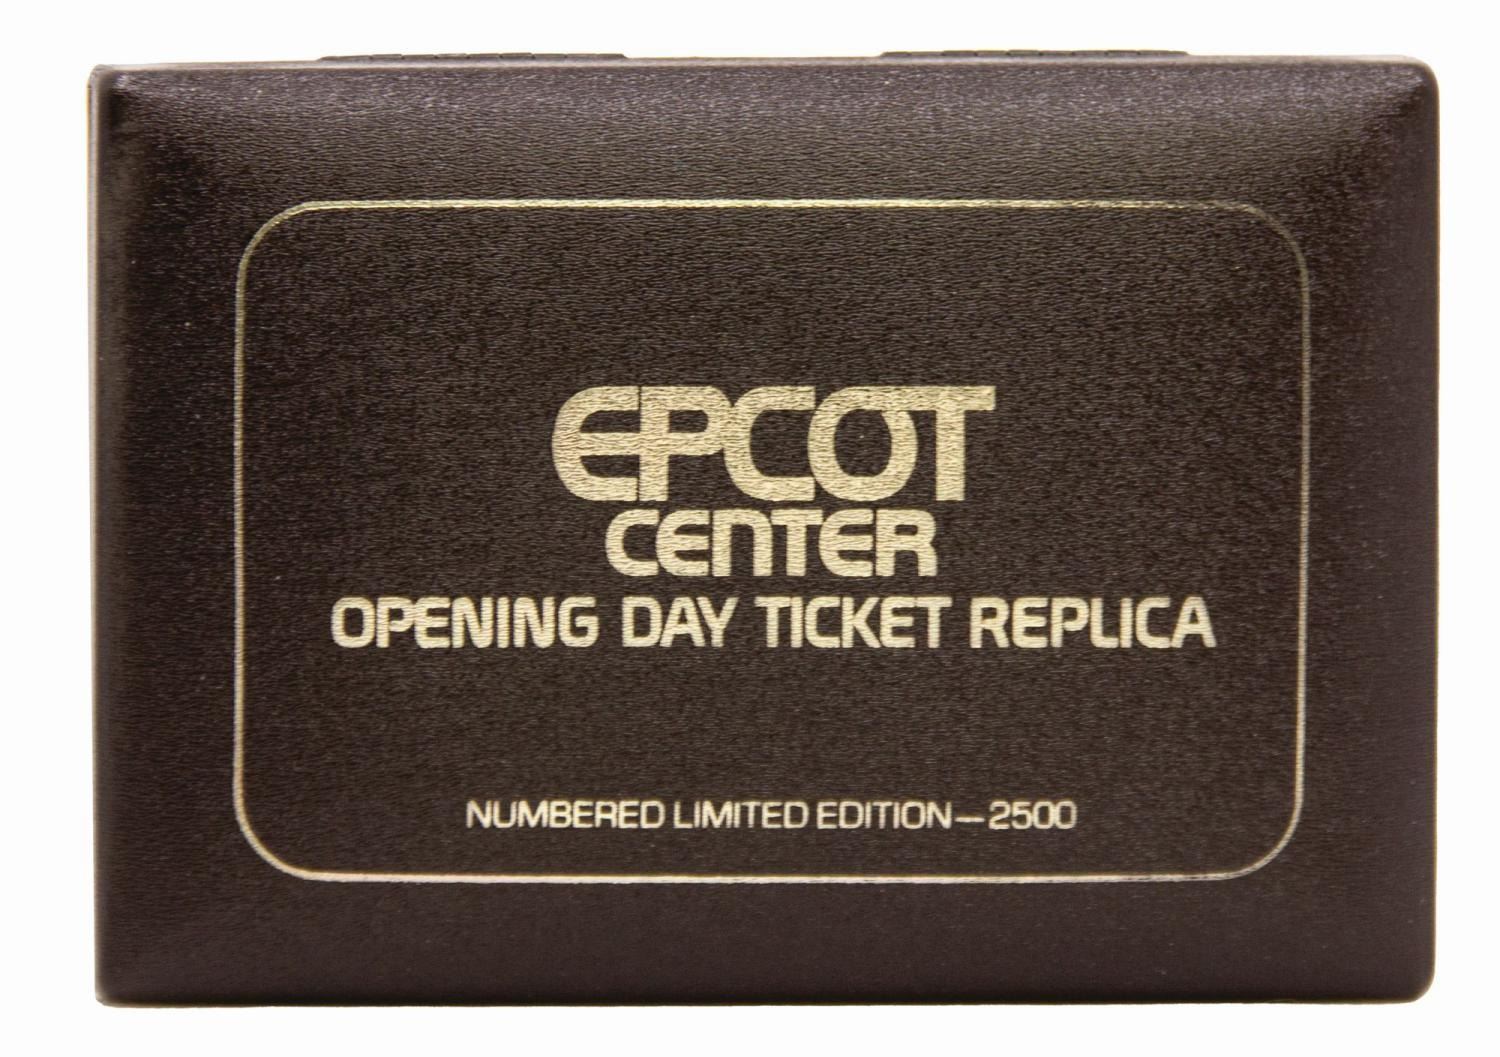 EPCOT
CENTER
OPENING DAY TICKET REPLICA
NUMBERED LIMITED EDITION—2500